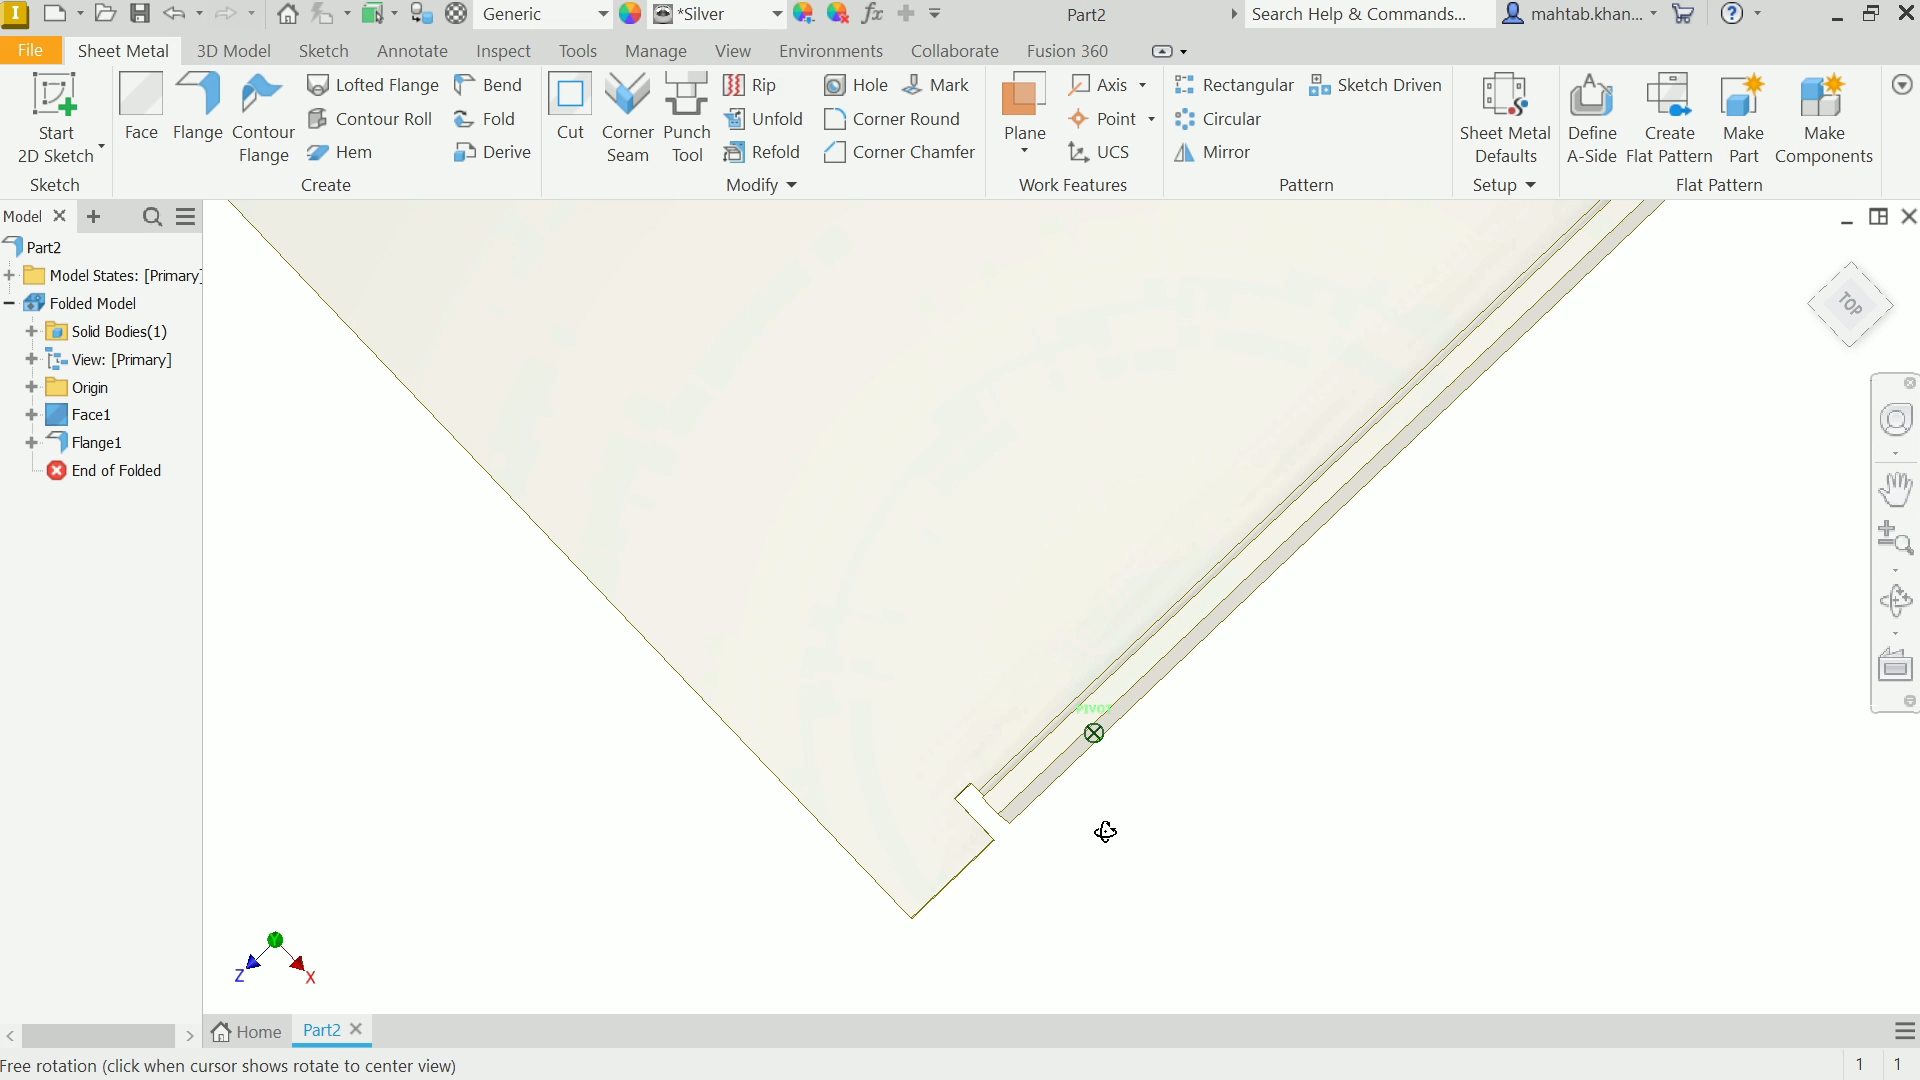 Generic
*Silver
fx
Part2
Search Help & Commands...
mahtab.khan...
File
Sheet Metal
3D Model
Sketch
Annotate
Inspect
Tools
Manage
View
Environments
Collaborate
Fusion 360
Start
2D Sketch
Sketch
Face
Flange
Contour
Flange
Lofted Flange
Contour Roll
Hem
Bend
Fold
Derive
Create
Cut
Corner
Seam
Punch
Tool
Rip
Unfold
Refold
Hole
Mark
Corner Round
Corner Chamfer
Modify
Plane
Axis
Point
UCS
Work Features
Rectangular
Sketch Driven
Circular
Mirror
Pattern
Sheet Metal
Defaults
Setup
Define
A-Side
Create
Flat Pattern
Make
Part
Make
Components
Flat Pattern
Model
Part2
Model States: [Primary]
Folded Model
Solid Bodies(1)
View: [Primary]
Origin
Face1
Flange1
End of Folded
TOP
PIVOT
Y
Z
X
Home
Part2
Free rotation (click when cursor shows rotate to center view)
1
1